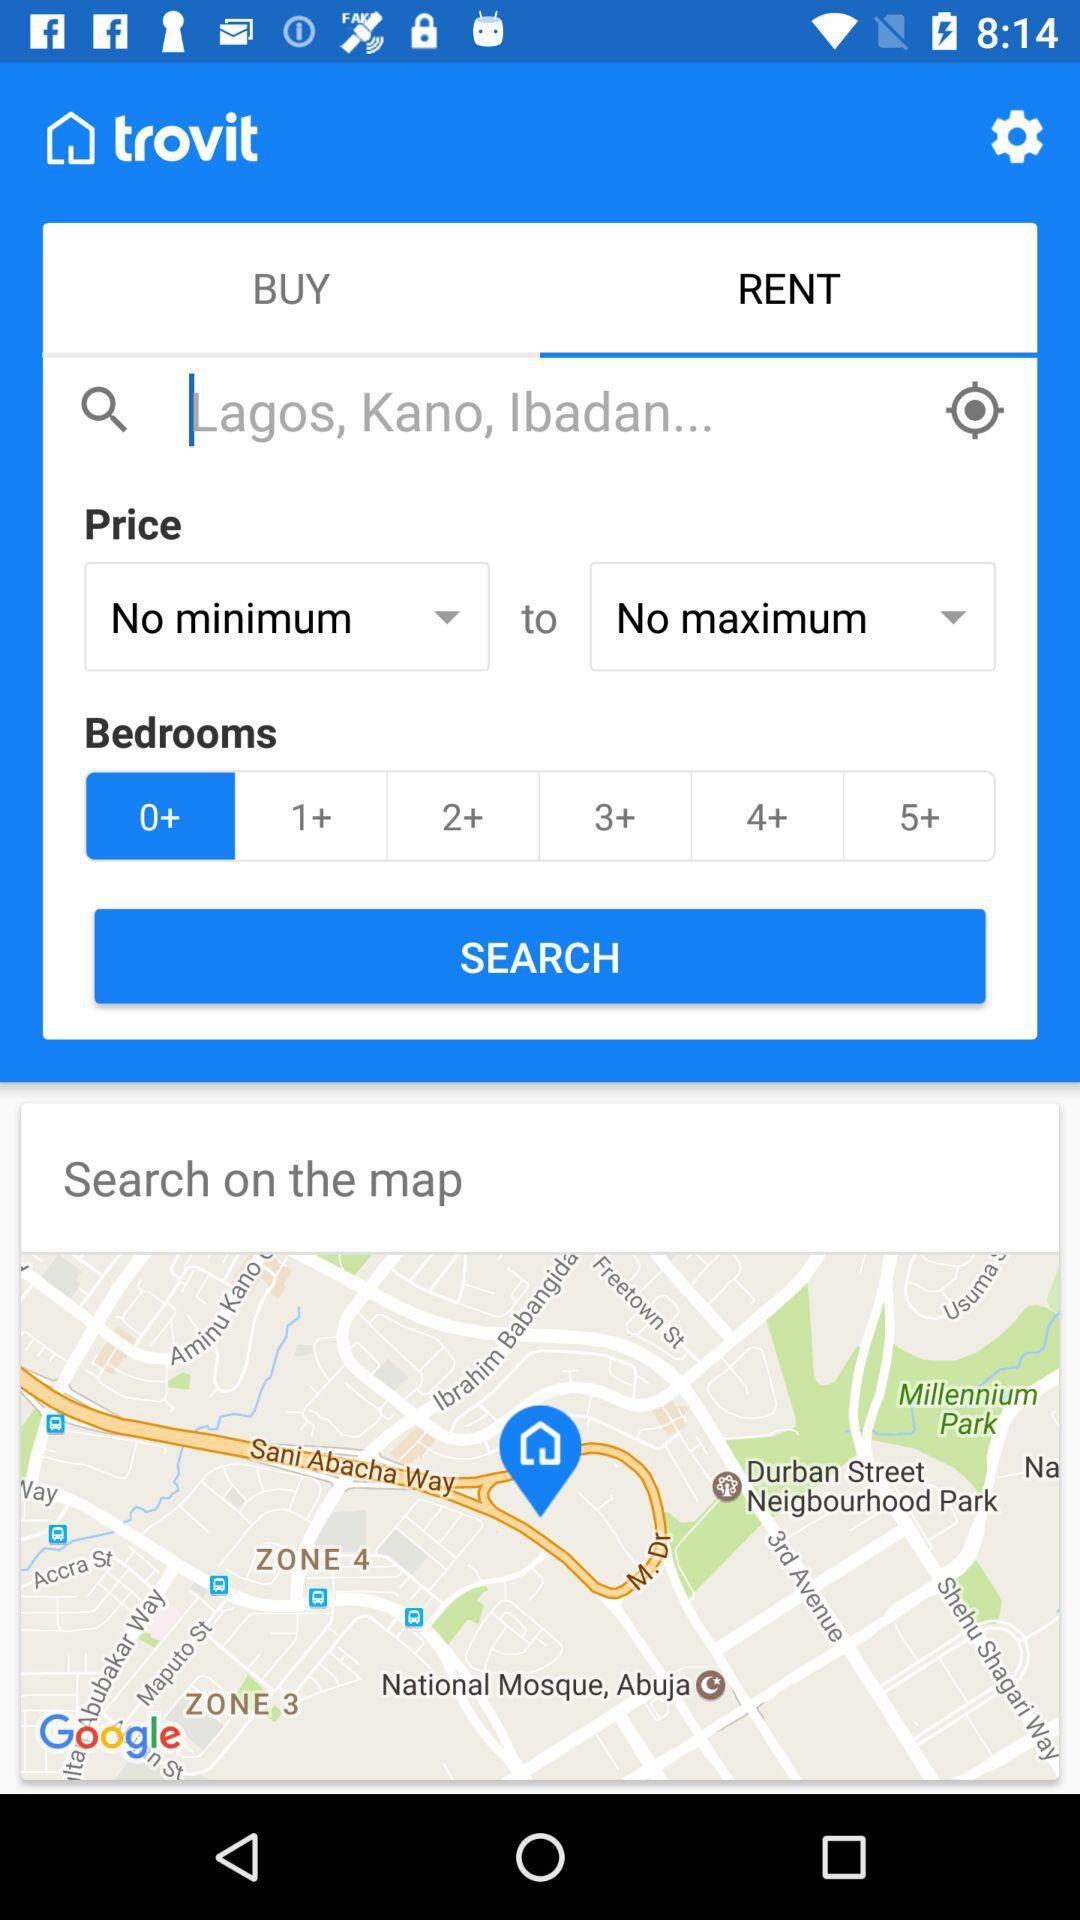 FAKE
8:14
trovit
BUY
RENT
Lagos, Kano, Ibadan...
Price
No minimum
to
No maximum
Bedrooms
0+
1+
2+
3+
4+
5+
SEARCH
Search on the map
Aminu Kano
Ibrahim Babangida
Freetown St
Usuma
Millennium
Park
Sani Abacha Way
Durban Street
Neigbourhood Park
Na
Way
Accra St
ZONE 4
M. Dr
3rd Avenue
Shehu Shagari Way
Abubakar Way
Maputo St
National Mosque, Abuja
ZONE 3
Google